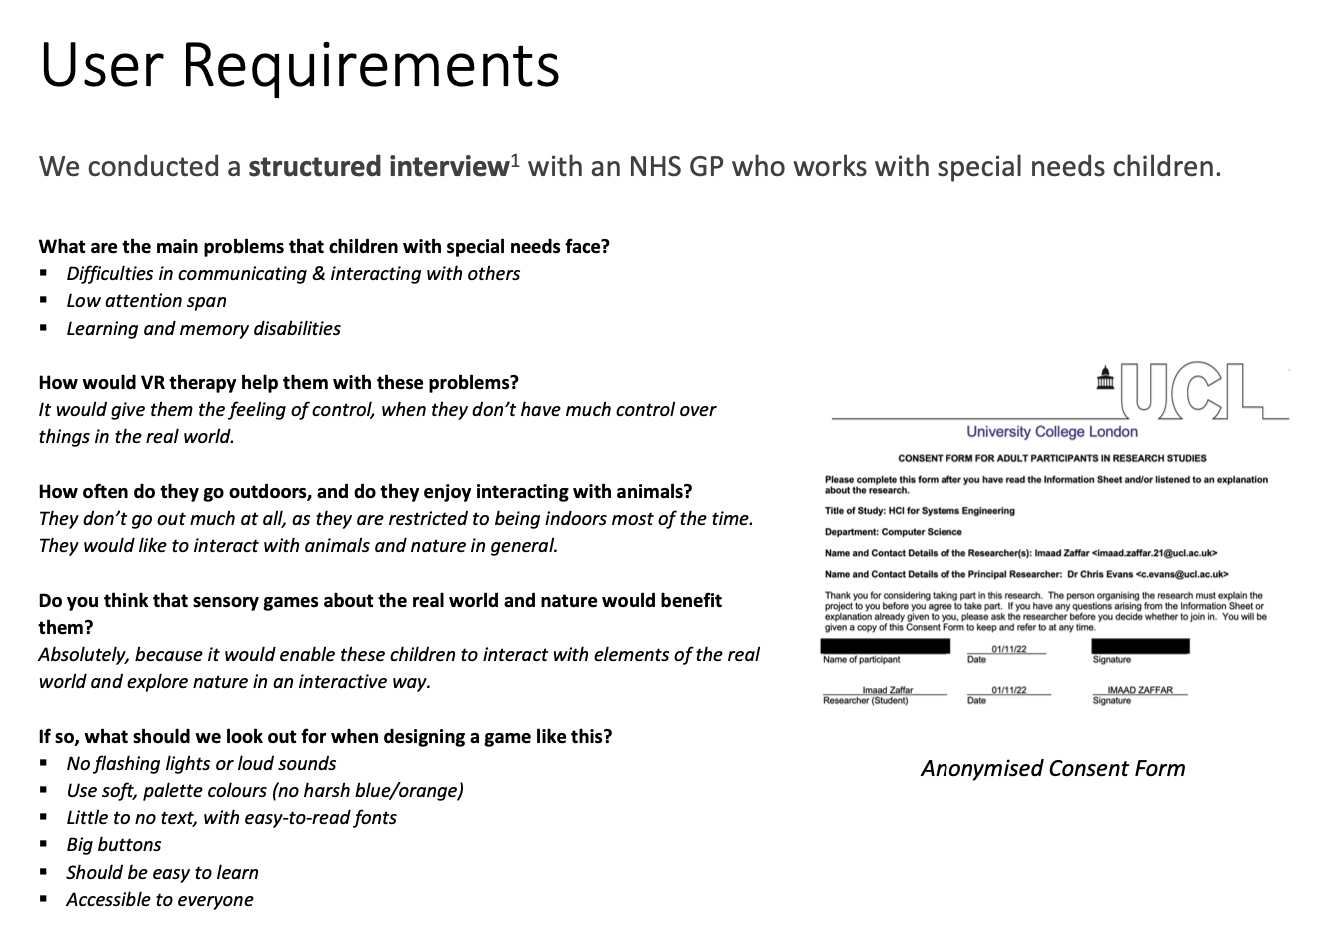 User Requirements
We conducted a structured interview1 with an NHS GP who works with special needs children.
What are the main problems that children with special needs face?
▪ Difficulties in communicating & interacting with others
▪ Low attention span
▪ Learning and memory disabilities
How would VR therapy help them with these problems?
It would give them the feeling of control, when they don’t have much control over
things in the real world.
How often do they go outdoors, and do they enjoy interacting with animals?
They don’t go out much at all, as they are restricted to being indoors most of the time.
They would like to interact with animals and nature in general.
Do you think that sensory games about the real world and nature would benefit
them?
Absolutely, because it would enable these children to interact with elements of the real
world and explore nature in an interactive way.
If so, what should we look out for when designing a game like this?
▪ No flashing lights or loud sounds
▪ Use soft, palette colours (no harsh blue/orange)
▪ Little to no text, with easy-to-read fonts
▪ Big buttons
▪ Should be easy to learn
▪ Accessible to everyone
UCL
University College London
CONSENT FORM FOR ADULT PARTICIPANTS IN RESEARCH STUDIES
Please complete this form after you have read the Information Sheet and/or listened to an explanation
about the research.
Title of Study: HCI for Systems Engineering
Department: Computer Science
Name and Contact Details of the Researcher(s): Imaad Zaffar <imaad.zaffar.21@ucl.ac.uk>
Name and Contact Details of the Principal Researcher: Dr Chris Evans <c.evans@ucl.ac.uk>
Thank you for considering taking part in this research. The person organising the research must explain the
project to you before you agree to take part. If you have any questions arising from the Information Sheet or
explanation already given to you, please ask the researcher before you decide whether to join in. You will be
given a copy of this Consent Form to keep and refer to at any time.
01/11/22
Name of participant Date Signature
Imaad Zaffar 01/11/22 IMAAD ZAFFAR
Researcher (Student) Date Signature
Anonymised Consent Form